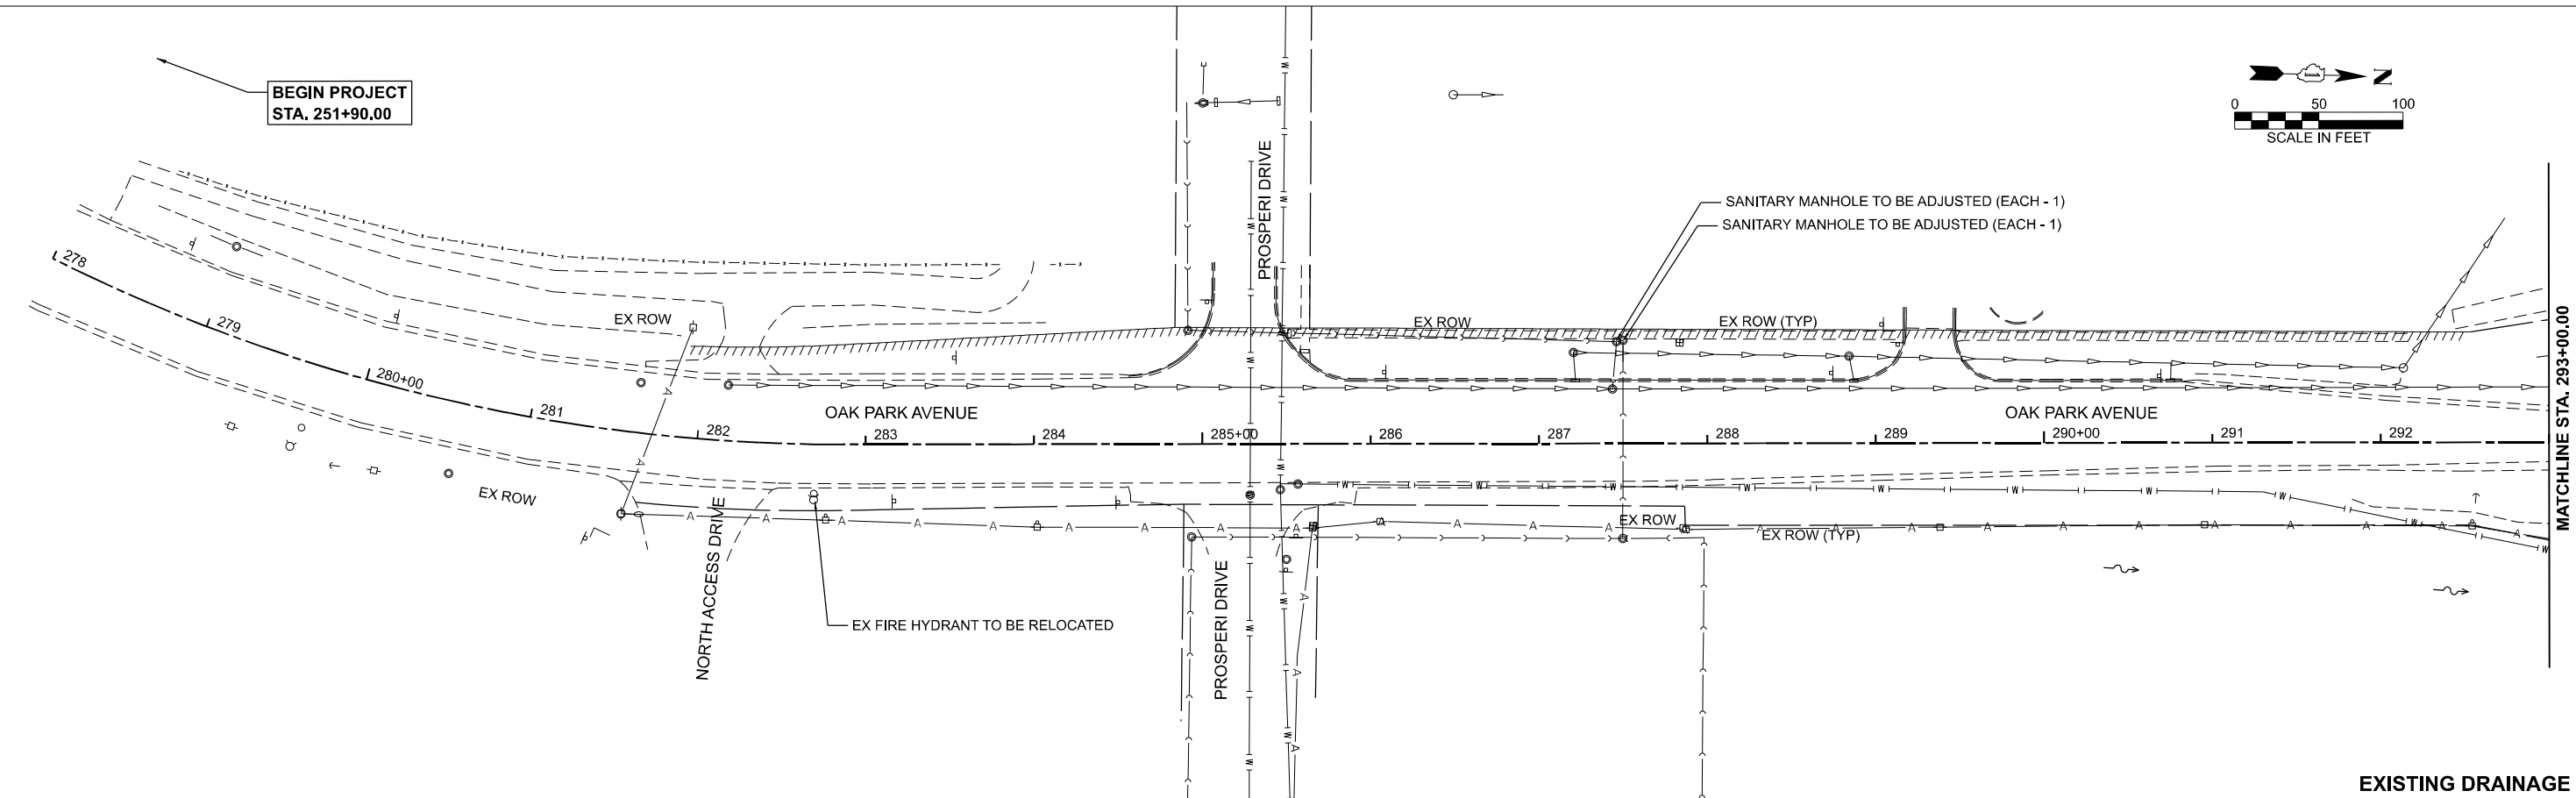 BEGIN PROJECT
STA. 251+90.00
N
0 50 100
SCALE IN FEET
PROSPERI DRIVE
SANITARY MANHOLE TO BE ADJUSTED (EACH - 1)
SANITARY MANHOLE TO BE ADJUSTED (EACH - 1)
EX ROW
EX ROW
EX ROW (TYP)
278
279
280+00
281
282
283
284
285+00
286
287
288
289
290+00
291
292
OAK PARK AVENUE
OAK PARK AVENUE
MATCHLINE STA. 293+00.00
EX ROW
EX ROW
EX ROW (TYP)
NORTH ACCESS DRIVE
PROSPERI DRIVE
EX FIRE HYDRANT TO BE RELOCATED
EXISTING DRAINAGE